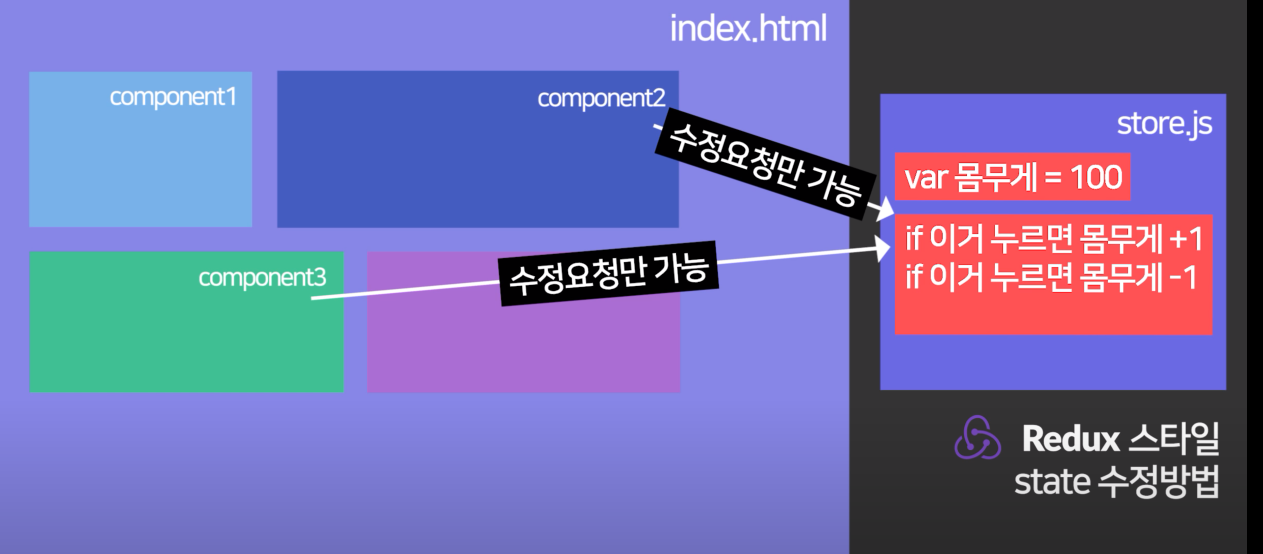 index.html
component1
component2
수정요청만 가능
store.js
var 몸무게 = 100
if 이거 누르면 몸무게 +1
if 이거 누르면 몸무게 -1
component3
수정요청만 가능
Redux 스타일
state 수정방법